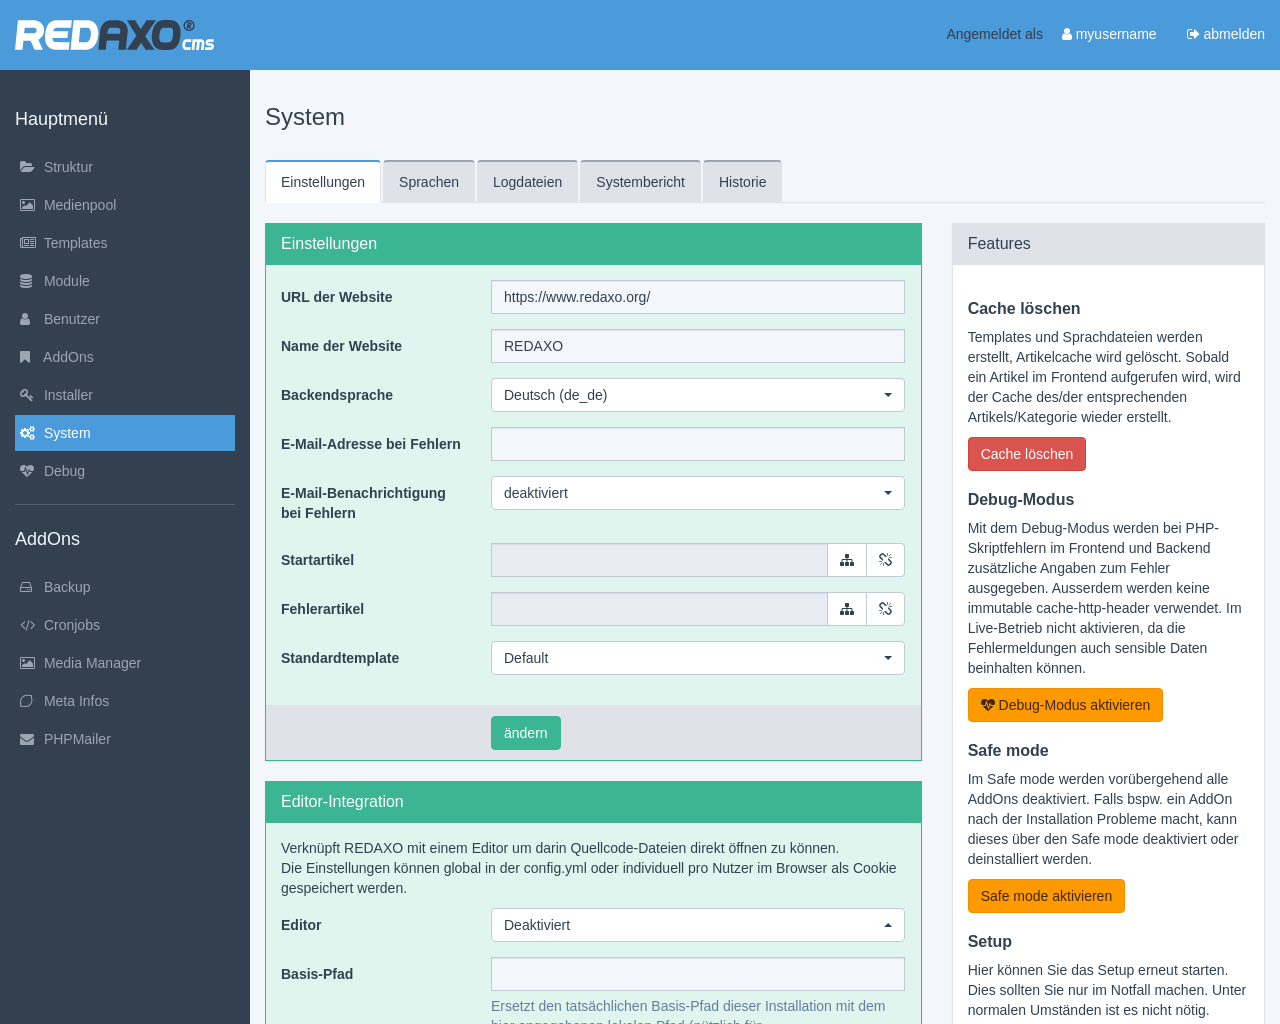 REDAXO® cms
Angemeldet als myusername abmelden
Hauptmenü
Struktur
Medienpool
Templates
Module
Benutzer
AddOns
Installer
System
Debug
AddOns
Backup
Cronjobs
Media Manager
Meta Infos
PHPMailer
System
Einstellungen Sprachen Logdateien Systembericht Historie
Einstellungen
URL der Website https://www.redaxo.org/
Name der Website REDAXO
Backendsprache Deutsch (de_de)
E-Mail-Adresse bei Fehlern
E-Mail-Benachrichtigung deaktiviert
bei Fehlern
Startartikel
Fehlerartikel
Standardtemplate Default
ändern
Editor-Integration
Verknüpft REDAXO mit einem Editor um darin Quellcode-Dateien direkt öffnen zu können.
Die Einstellungen können global in der config.yml oder individuell pro Nutzer im Browser als Cookie
gespeichert werden.
Editor Deaktiviert
Basis-Pfad
Ersetzt den tatsächlichen Basis-Pfad dieser Installation mit dem
hier angegebenen lokalen Pfad (nützlich für
Features
Cache löschen
Templates und Sprachdateien werden
erstellt, Artikelcache wird gelöscht. Sobald
ein Artikel im Frontend aufgerufen wird, wird
der Cache des/der entsprechenden
Artikels/Kategorie wieder erstellt.
Cache löschen
Debug-Modus
Mit dem Debug-Modus werden bei PHP-
Skriptfehlern im Frontend und Backend
zusätzliche Angaben zum Fehler
ausgegeben. Ausserdem werden keine
immutable cache-http-header verwendet. Im
Live-Betrieb nicht aktivieren, da die
Fehlermeldungen auch sensible Daten
beinhalten können.
Debug-Modus aktivieren
Safe mode
Im Safe mode werden vorübergehend alle
AddOns deaktiviert. Falls bspw. ein AddOn
nach der Installation Probleme macht, kann
dieses über den Safe mode deaktiviert oder
deinstalliert werden.
Safe mode aktivieren
Setup
Hier können Sie das Setup erneut starten.
Dies sollten Sie nur im Notfall machen. Unter
normalen Umständen ist es nicht nötig.